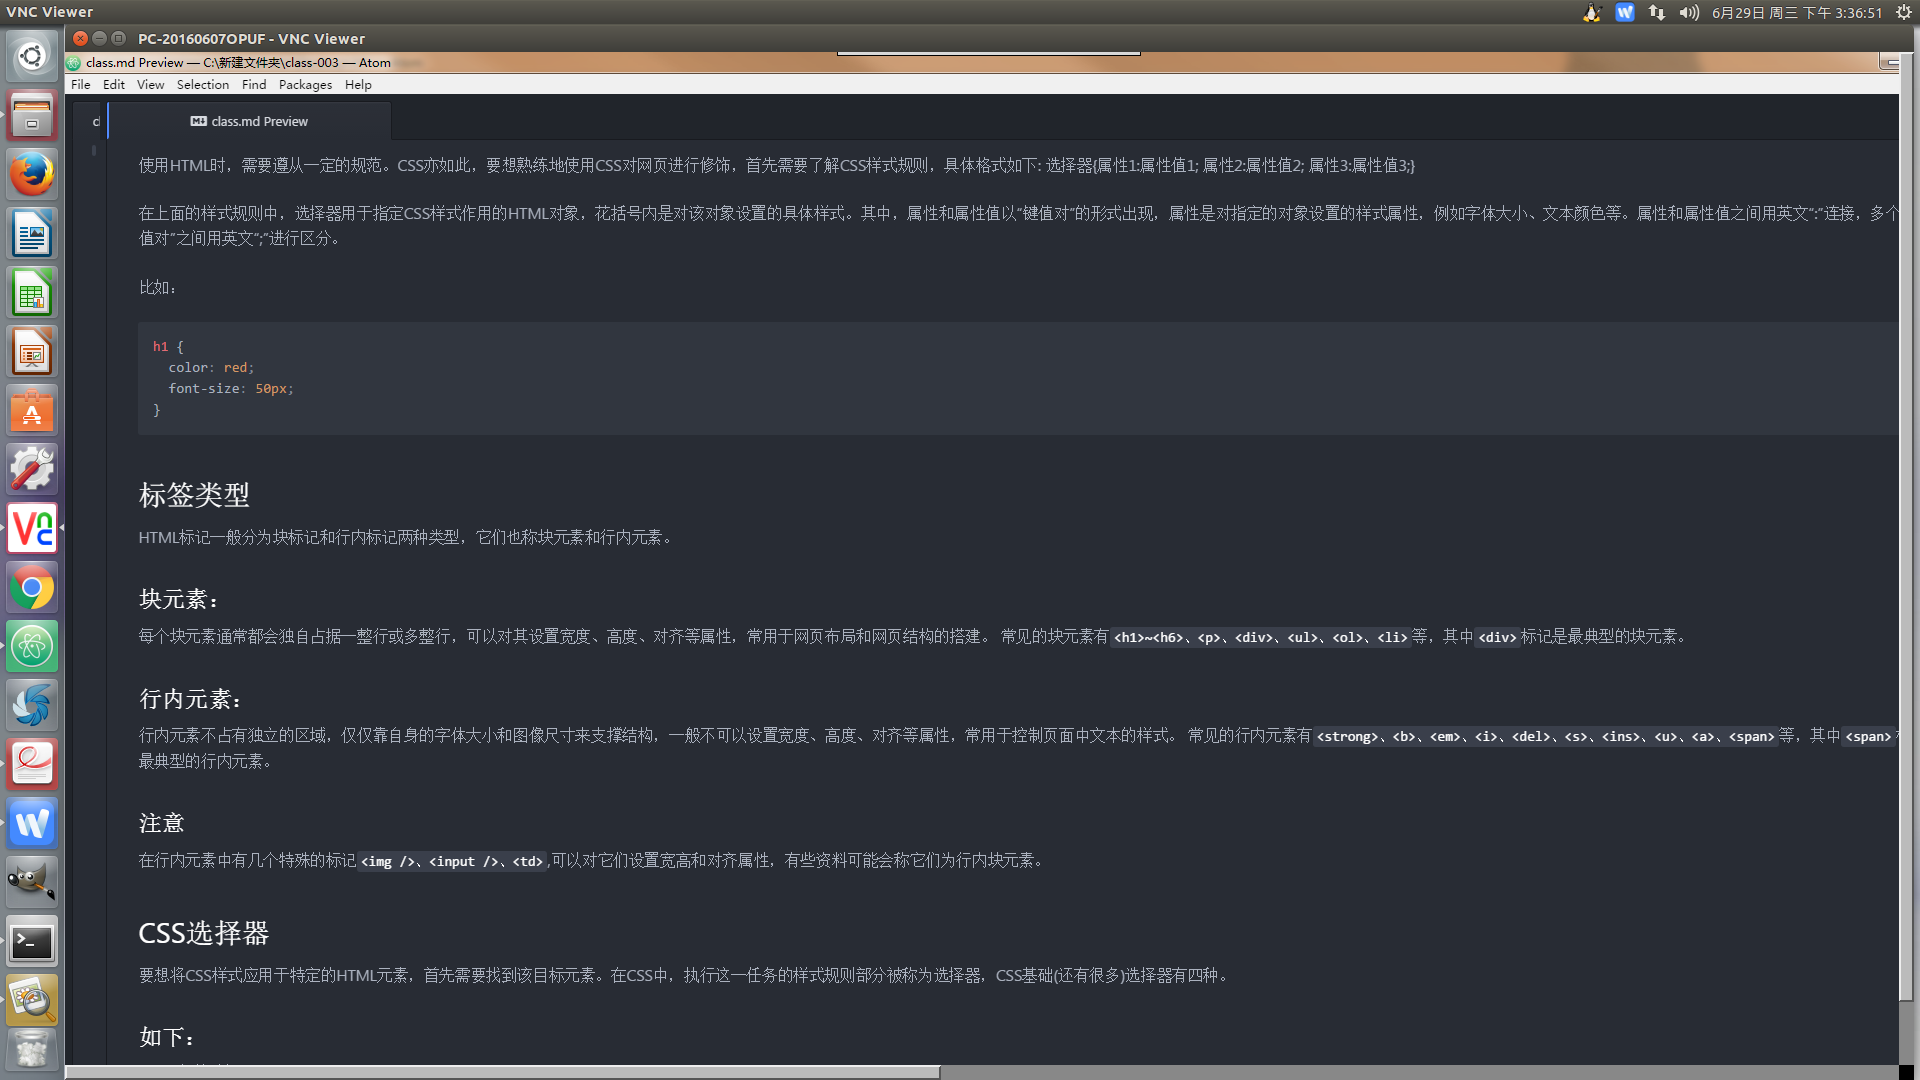 VNC Viewer
6月29日 周三 下午 3:36:51
PC-20160607OPUF - VNC Viewer
class.md Preview — C:\新建文件夹\class-003 — Atom
File Edit View Selection Find Packages Help
class.md Preview
使用HTML时，需要遵从一定的规范。CSS亦如此，要想熟练地使用CSS对网页进行修饰，首先需要了解CSS样式规则，具体格式如下: 选择器{属性1:属性值1; 属性2:属性值2; 属性3:属性值3;}
在上面的样式规则中，选择器用于指定CSS样式作用的HTML对象，花括号内是对该对象设置的具体样式。其中，属性和属性值以“键值对”的形式出现，属性是对指定的对象设置的样式属性，例如字体大小、文本颜色等。属性和属性值之间用英文“:”连接，多个
值对”之间用英文“;”进行区分。
比如：
h1 {
  color: red;
  font-size: 50px;
}
标签类型
HTML标记一般分为块标记和行内标记两种类型，它们也称块元素和行内元素。
块元素：
每个块元素通常都会独自占据一整行或多整行，可以对其设置宽度、高度、对齐等属性，常用于网页布局和网页结构的搭建。 常见的块元素有<h1>~<h6>、<p>、<div>、<ul>、<ol>、<li>等，其中<div>标记是最典型的块元素。
行内元素：
行内元素不占有独立的区域，仅仅靠自身的字体大小和图像尺寸来支撑结构，一般不可以设置宽度、高度、对齐等属性，常用于控制页面中文本的样式。 常见的行内元素有<strong>、<b>、<em>、<i>、<del>、<s>、<ins>、<u>、<a>、<span>等，其中<span>
最典型的行内元素。
注意
在行内元素中有几个特殊的标记<img />、<input />、<td>,可以对它们设置宽高和对齐属性，有些资料可能会称它们为行内块元素。
CSS选择器
要想将CSS样式应用于特定的HTML元素，首先需要找到该目标元素。在CSS中，执行这一任务的样式规则部分被称为选择器，CSS基础(还有很多)选择器有四种。
如下：